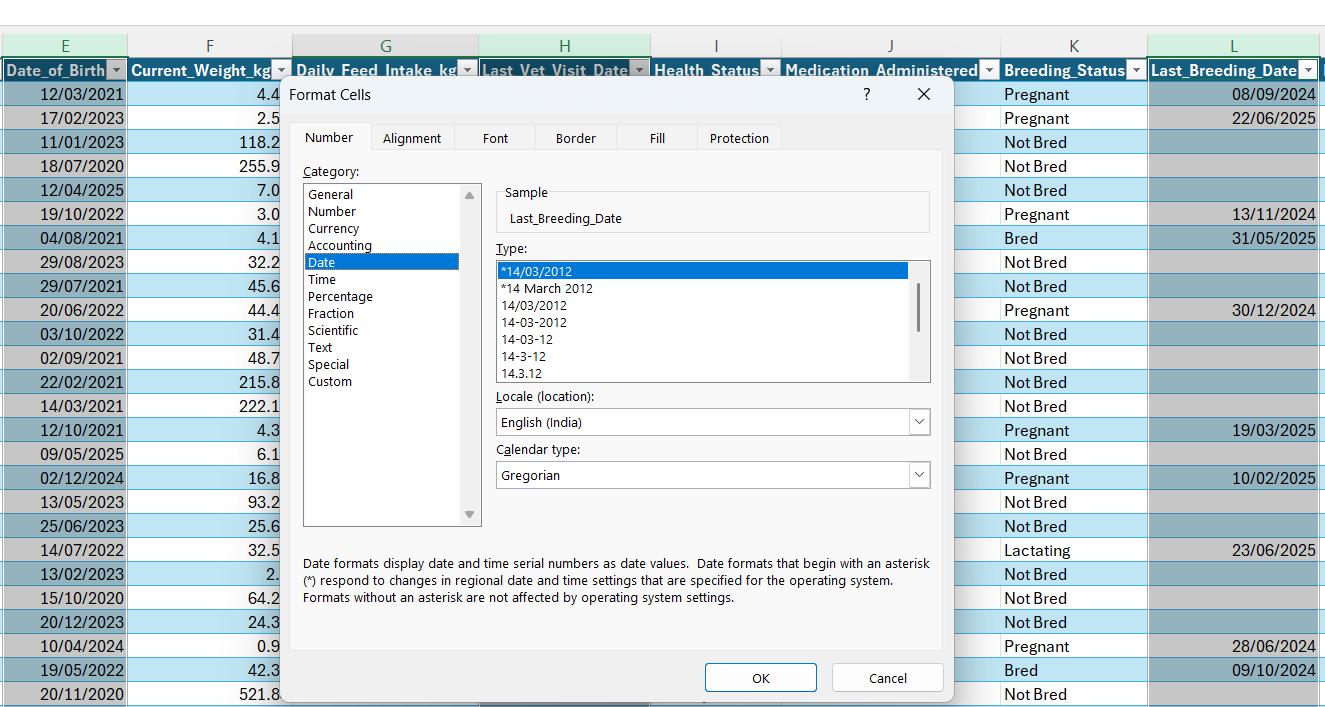 E F G H I J K L
Date_of_Birth Current_Weight_kg Daily_Feed_Intake_kg Last_Vet_Visit_Date Health_Status Medication_Administered Breeding_Status Last_Breeding_Date
12/03/2021 4.4 Pregnant 08/09/2024
17/02/2023 2.5 Pregnant 22/06/2025
11/01/2023 118.2 Not Bred
18/07/2020 255.9 Not Bred
12/04/2025 7.0 Not Bred
19/10/2022 3.0 Pregnant 13/11/2024
04/08/2021 4.1 Bred 31/05/2025
29/08/2023 32.2 Not Bred
29/07/2021 45.6 Not Bred
20/06/2022 44.4 Pregnant 30/12/2024
03/10/2022 31.4 Not Bred
02/09/2021 48.7 Not Bred
22/02/2021 215.8 Not Bred
14/03/2021 222.1 Not Bred
12/10/2021 4.3 Pregnant 19/03/2025
09/05/2025 6.1 Not Bred
02/12/2024 16.8 Pregnant 10/02/2025
13/05/2023 93.2 Not Bred
25/06/2023 25.6 Not Bred
14/07/2022 32.5 Lactating 23/06/2025
13/02/2023 2. Not Bred
15/10/2020 64.2 Not Bred
20/12/2023 24.3 Not Bred
10/04/2024 0.9 Pregnant 28/06/2024
19/05/2022 42.3 Bred 09/10/2024
20/11/2020 521.8 Not Bred
Format Cells ?
Number Alignment Font Border Fill Protection
Category:
General
Number
Currency
Accounting
Date
Time
Percentage
Fraction
Scientific
Text
Special
Custom
Sample
Last_Breeding_Date
Type:
*14/03/2012
*14 March 2012
14/03/2012
14-03-2012
14-03-12
14-3-12
14.3.12
Locale (location):
English (India)
Calendar type:
Gregorian
Date formats display date and time serial numbers as date values. Date formats that begin with an asterisk
(*) respond to changes in regional date and time settings that are specified for the operating system.
Formats without an asterisk are not affected by operating system settings.
OK Cancel